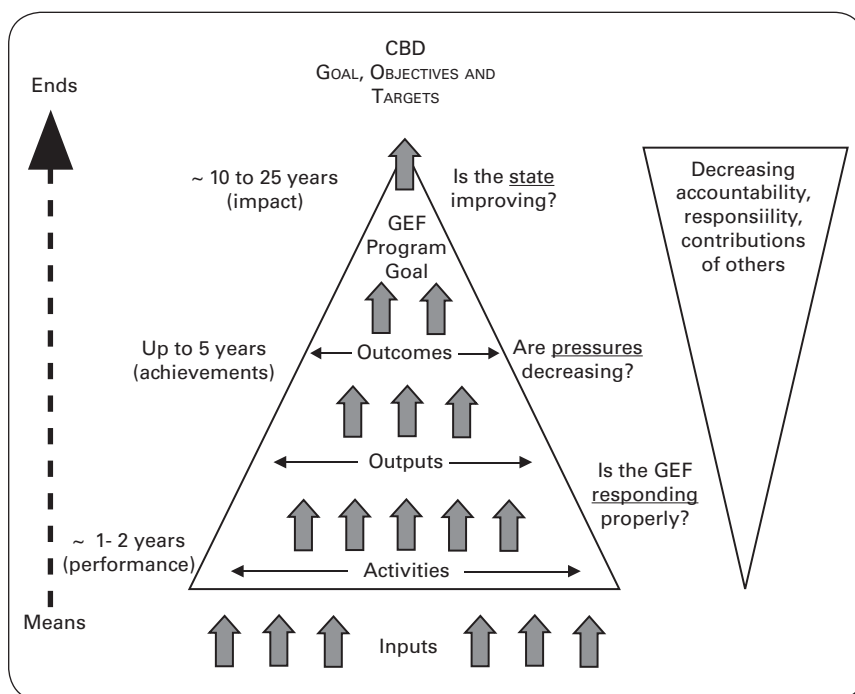 CBD
GOAL, OBJECTIVES AND
TARGETS
Ends
~ 10 to 25 years
(impact)
Is the state
improving?
Decreasing
accountability,
responsiility,
contributions
of others
GEF
Program
Goal
Up to 5 years
(achievements)
Outcomes
Are pressures
decreasing?
Outputs
Is the GEF
responding
properly?
~ 1- 2 years
(performance)
Activities
Means
Inputs